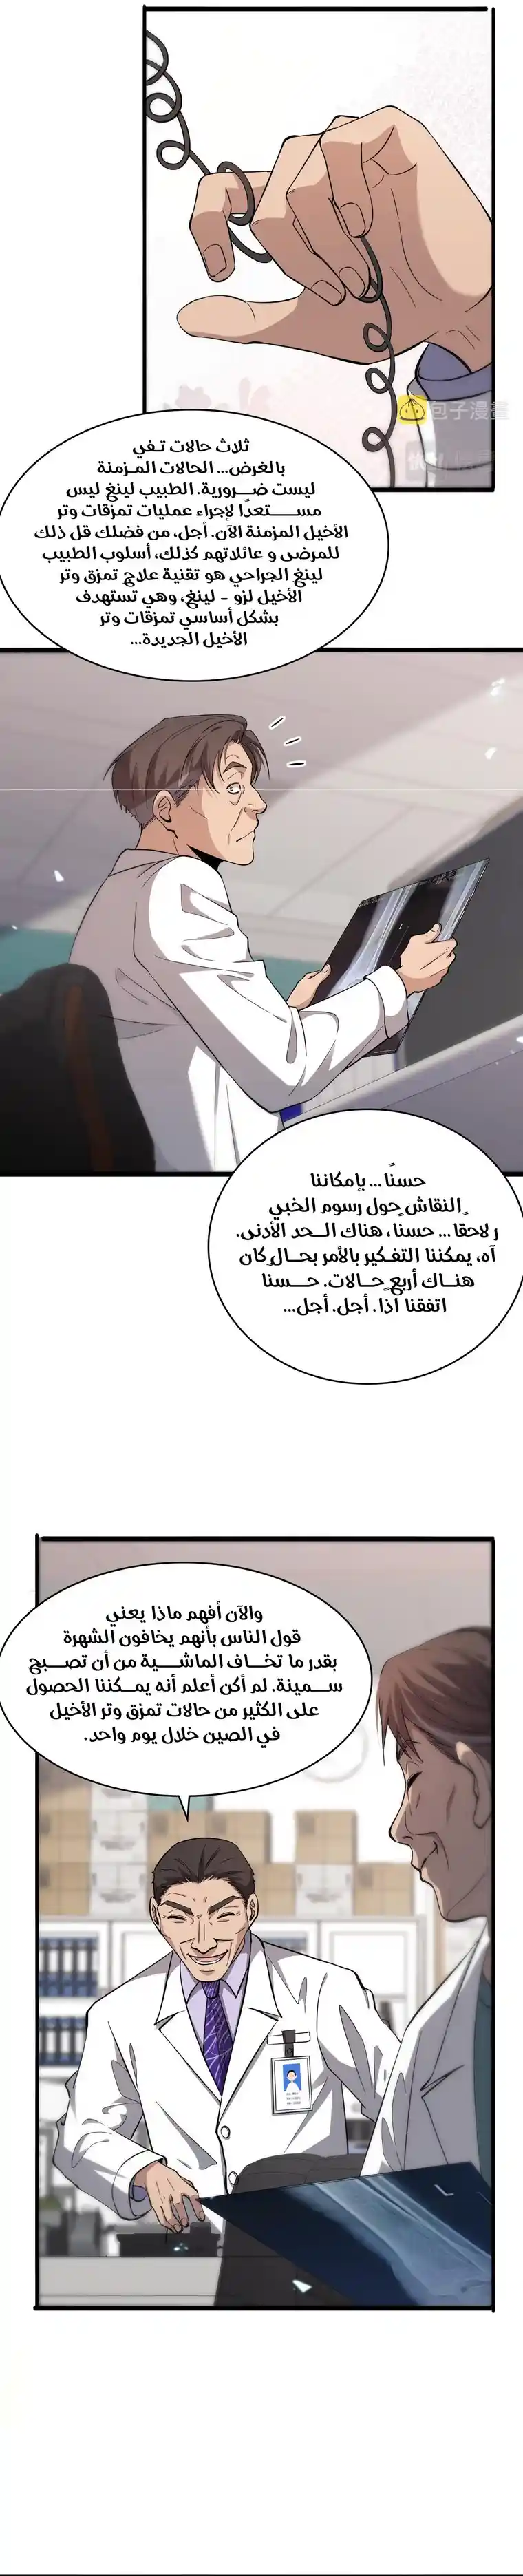 包子漫畫
ثلاث حالات تفي
بالغرض... الحالات المزمنة
ليست ضرورية. الطبيب لينغ ليس
مستعدًا لإجراء عمليات تمزقات وتر
الأخيل المزمنة الآن. أجل، من فضلك قل ذلك
للمرضى و عائلاتهم كذلك، أسلوب الطبيب
لينغ الجراحي هو تقنية علاج تمزق وتر
الأخيل لزو - لينغ، وهي تستهدف
بشكل أساسي تمزقات وتر
الأخيل الجديدة...
حسنًا... بإمكاننا
النقاش حول رسوم الخبي
ر لاحقا... حسنا، هناك الحد الأدنى.
آه، يمكننا التفكير بالأمر بحال كان
هناك أربع حالات. حسنا
اتفقنا اذا. أجل. أجل...
والآن أفهم ماذا يعني
قول الناس بأنهم يخافون الشهرة
بقدر ما تخاف الماشية من أن تصبح
سمينة. لم أكن أعلم أنه يمكننا الحصول
على الكثير من حالات تمزق وتر الأخيل
في الصين خلال يوم واحد.